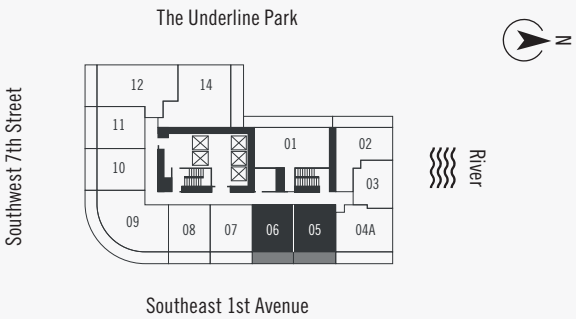 The Underline Park
N
Southwest 7th Street
12
14
11
01
02
10
03
09
08
07
06
05
04A
River
Southeast 1st Avenue